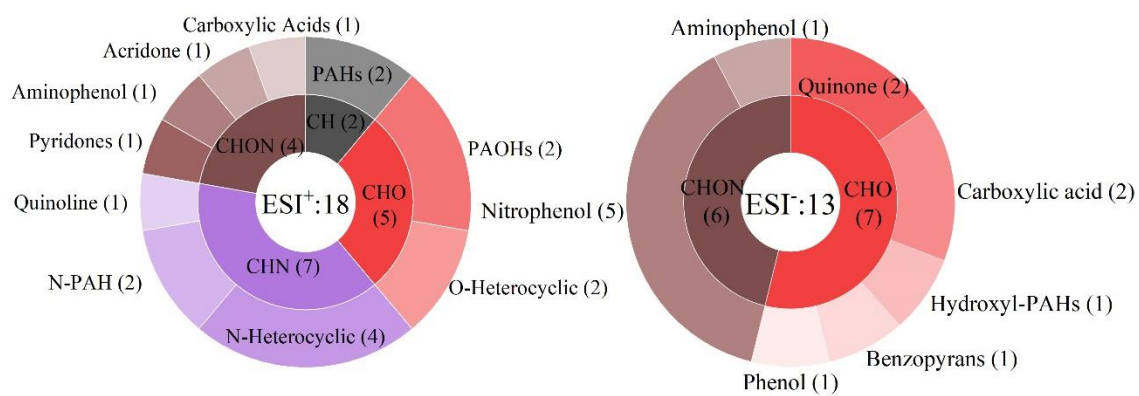 Carboxylic Acids (1)
Acridone (1)
Aminophenol (1)
Pyridones (1)
Quinoline (1)
N-PAH (2)
N-Heterocyclic (4)
O-Heterocyclic (2)
PAOHs (2)
PAHs (2)
CH (2)
CHON (4)
CHO
(5)
CHN (7)
ESI⁺:18
Aminophenol (1)
Quinone (2)
Carboxylic acid (2)
Hydroxyl-PAHs (1)
Benzopyrans (1)
Phenol (1)
Nitrophenol (5)
CHON
(6)
CHO
(7)
ESI⁻:13